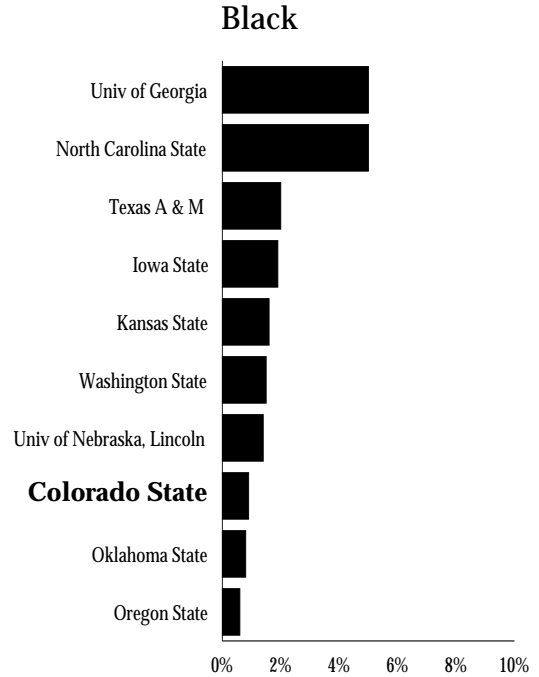 Black
Univ of Georgia
North Carolina State
Texas A & M
Iowa State
Kansas State
Washington State
Univ of Nebraska, Lincoln
Colorado State
Oklahoma State
Oregon State
0% 2% 4% 6% 8% 10%